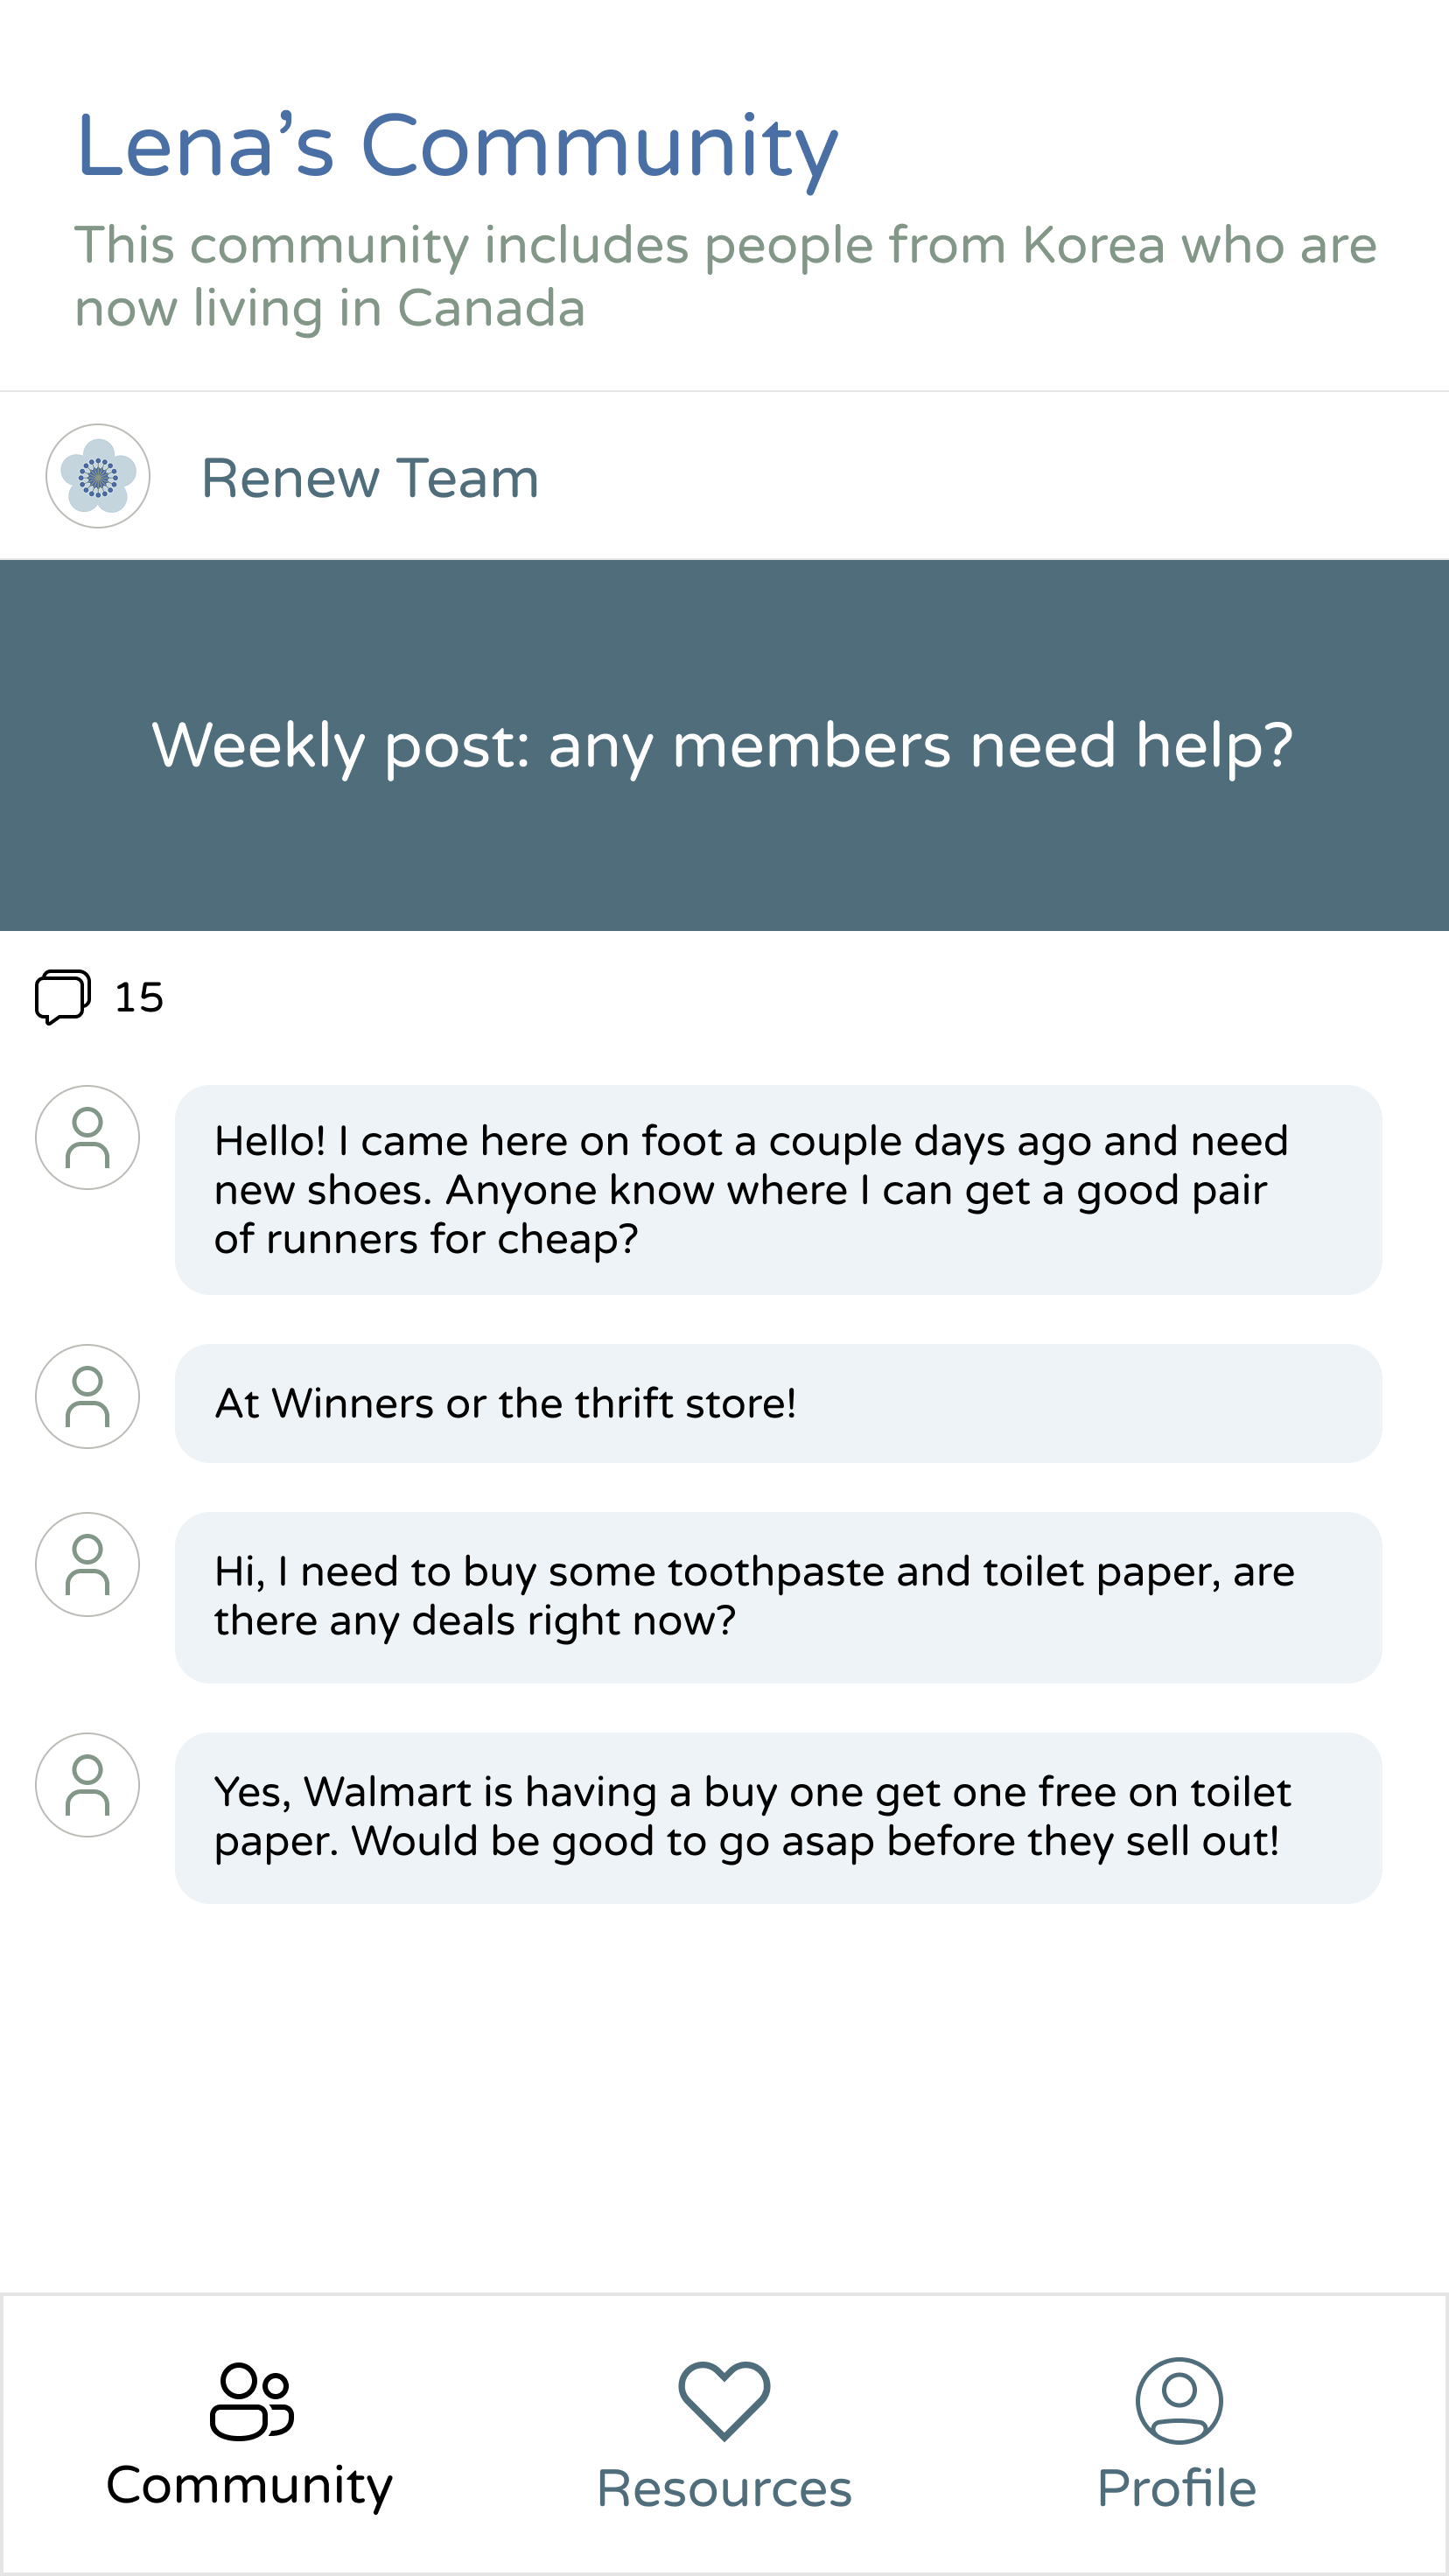 Lena’s Community
This community includes people from Korea who are
now living in Canada
Renew Team
Weekly post: any members need help?
15
Hello! I came here on foot a couple days ago and need
new shoes. Anyone know where I can get a good pair
of runners for cheap?
At Winners or the thrift store!
Hi, I need to buy some toothpaste and toilet paper, are
there any deals right now?
Yes, Walmart is having a buy one get one free on toilet
paper. Would be good to go asap before they sell out!
Community
Resources
Profile